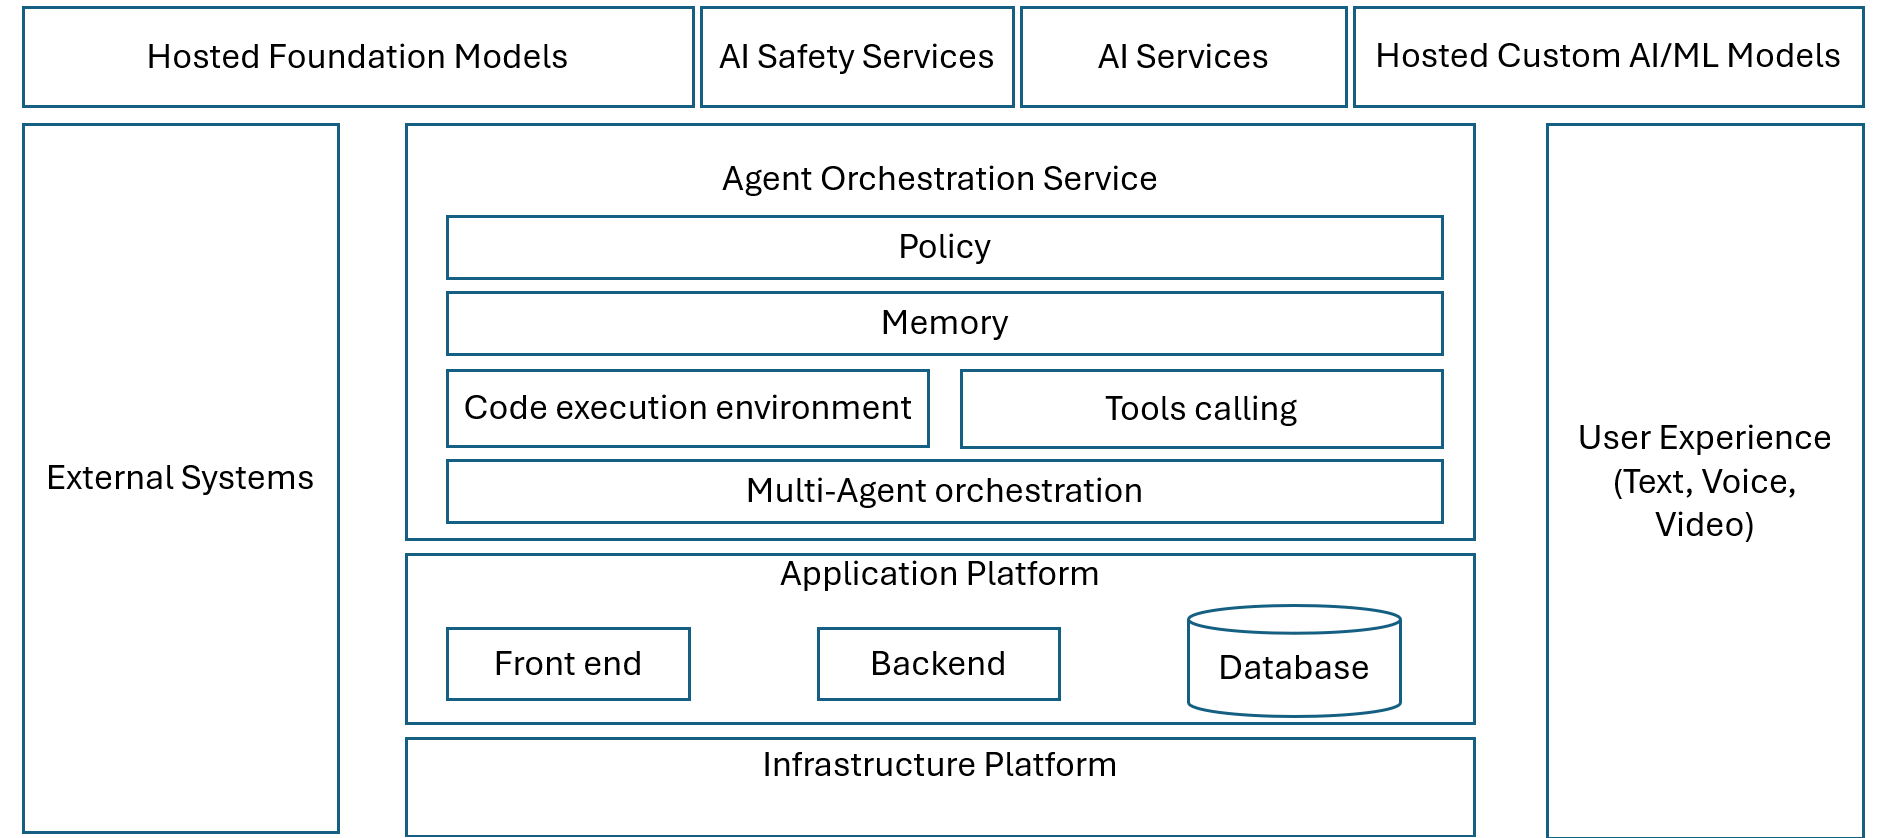 Hosted Foundation Models
AI Safety Services
AI Services
Hosted Custom AI/ML Models
External Systems
Agent Orchestration Service
Policy
Memory
Code execution environment
Tools calling
Multi-Agent orchestration
Application Platform
Front end
Backend
Database
Infrastructure Platform
User Experience
(Text, Voice,
Video)